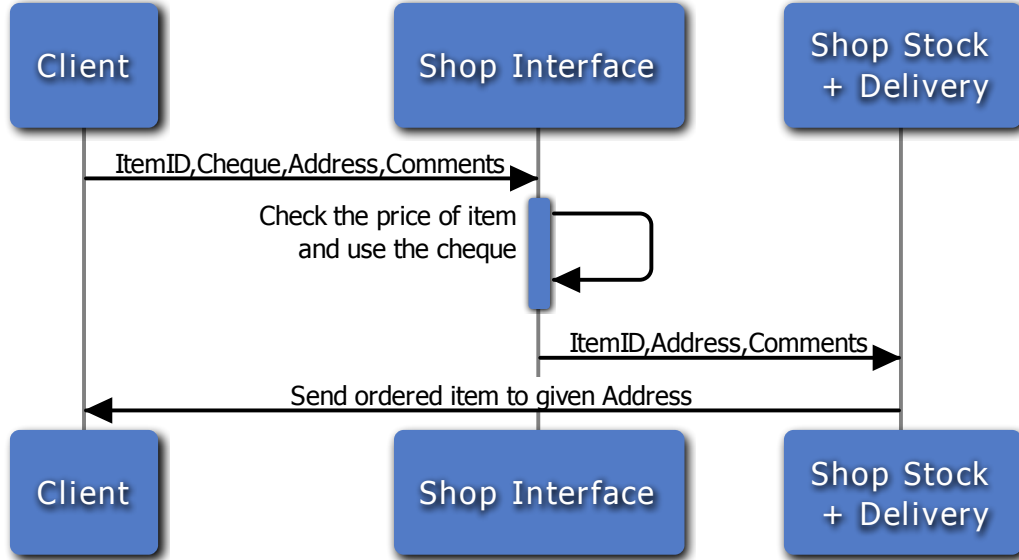 Client
Shop Interface
Shop Stock
+ Delivery
ItemID,Cheque,Address,Comments
Check the price of item
and use the cheque
ItemID,Address,Comments
Send ordered item to given Address
Client
Shop Interface
Shop Stock
+ Delivery